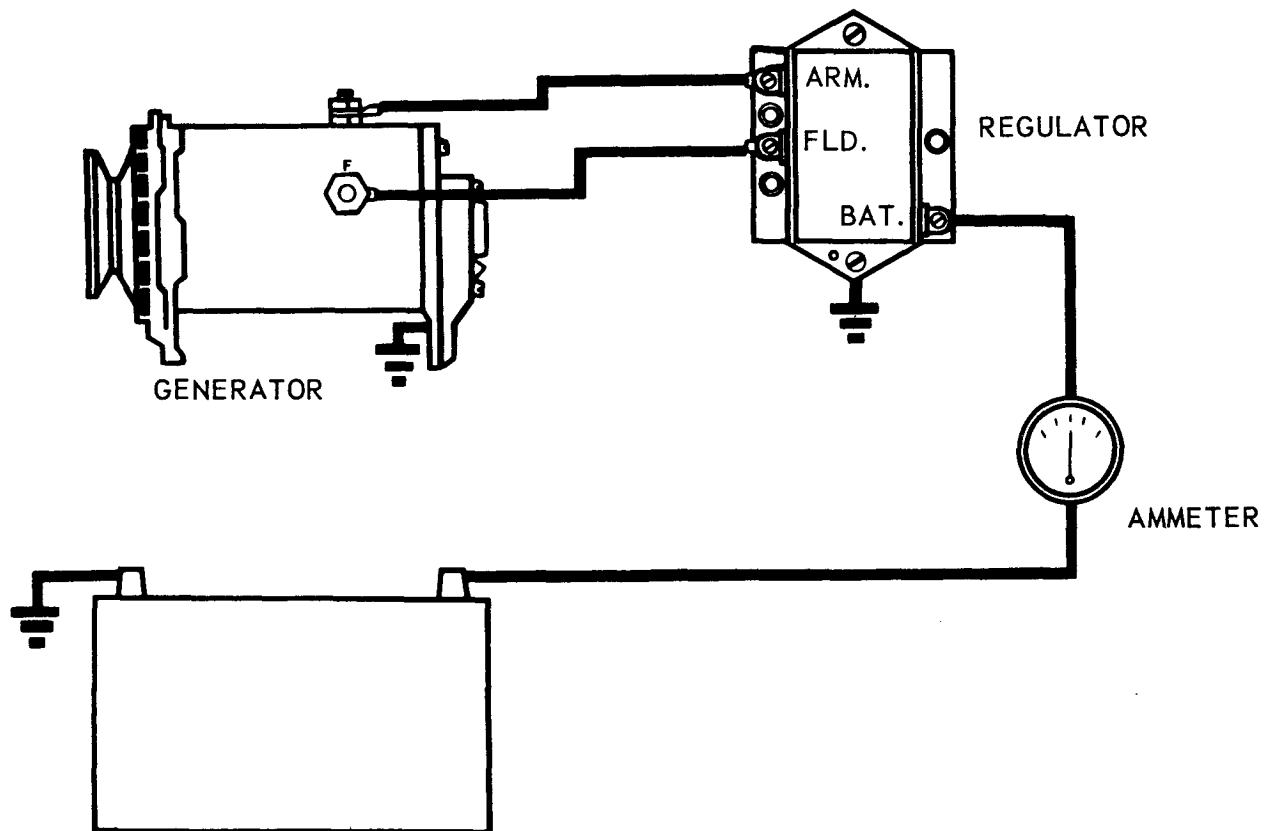 ARM.
REGULATOR
FLD.
F
BAT.
GENERATOR
AMMETER